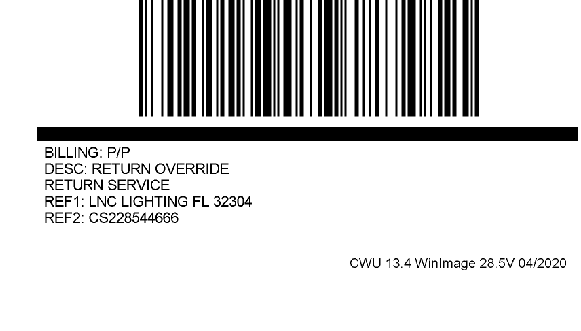 BILLING: P/P
DESC: RETURN OVERRIDE
RETURN SERVICE
REF1: LNC LIGHTING FL 32304
REF2: CS228544666
CWU 13.4 WinImage 28.5V 04/2020